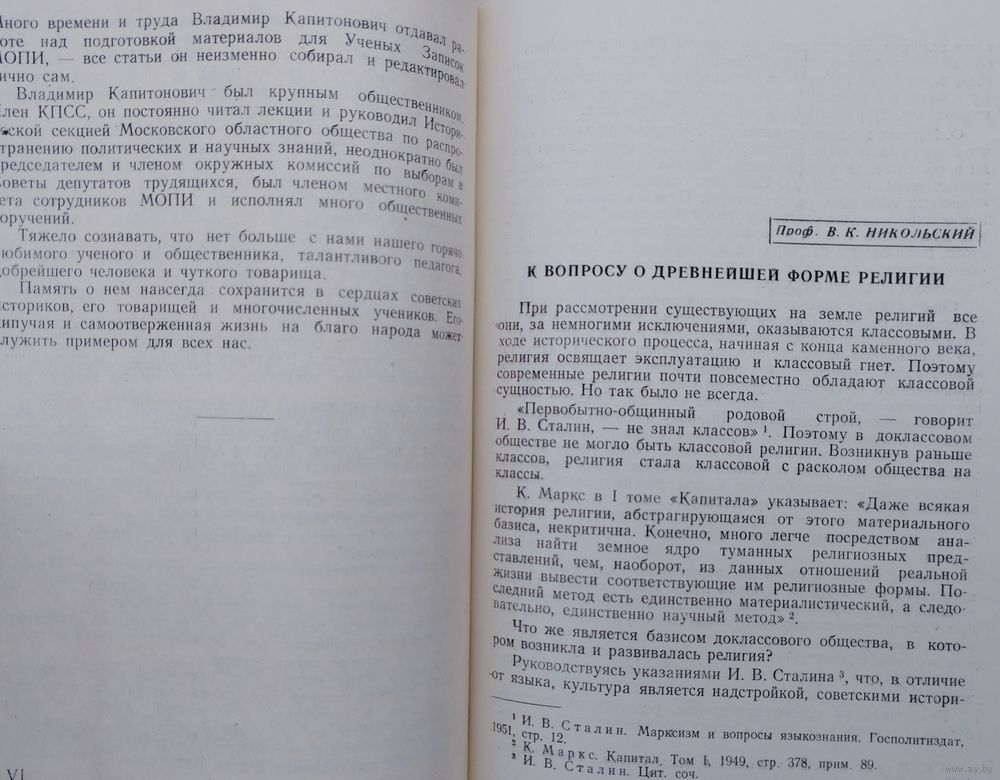 Много времени и труда Владимир Капитонович отдавал ра-
оте над подготовкой материалов для Ученых Записок
МОПИ, — все статьи он неизменно собирал и редактировал
ично сам.
Владимир Капитонович был крупным общественником.
Член КПСС, он постоянно читал лекции и руководил Истори-
ской секцией Московского областного общества по распро-
транению политических и научных знаний, неоднократно был
редседателем и членом окружных комиссий по выборам в
оветы депутатов трудящихся, был членом местного коми-
ета сотрудников МОПИ и исполнял много общественных
оручений.
Тяжело сознавать, что нет больше с нами нашего горячо
любимого ученого и общественника, талантливого педагога,
добрейшего человека и чуткого товарища.
Память о нем навсегда сохранится в сердцах советских
сториков, его товарищей и многочисленных учеников. Его
ипучая и самоотверженная жизнь на благо народа может
лужить примером для всех нас.
VI
Проф. В. К. НИКОЛЬСКИЙ
К ВОПРОСУ О ДРЕВНЕЙШЕЙ ФОРМЕ РЕЛИГИИ
При рассмотрении существующих на земле религий все
они, за немногими исключениями, оказываются классовыми. В
ходе исторического процесса, начиная с конца каменного века,
религия освящает эксплуатацию и классовый гнет. Поэтому
современные религии почти повсеместно обладают классовой
сущностью. Но так было не всегда.
«Первобытно-общинный родовой строй, — говорит
И. В. Сталин, — не знал классов» ¹. Поэтому в доклассовом
обществе не могло быть классовой религии. Возникнув раньше
классов, религия стала классовой с расколом общества на
классы.
К. Маркс в I томе «Капитала» указывает: «Даже всякая
история религии, абстрагирующаяся от этого материального
базиса, некритична. Конечно, много легче посредством ана-
лиза найти земное ядро туманных религиозных пред-
ставлений, чем, наоборот, из данных отношений реальной
жизни вывести соответствующие им религиозные формы. По-
следний метод есть единственно материалистический, а следо-
вательно, единственно научный метод» ².
Что же является базисом доклассового общества, в кото-
ром возникла и развивалась религия?
Руководствуясь указаниями И. В. Сталина ³, что, в отличие
от языка, культура является надстройкой, советскими истори-
¹ И. В. Сталин. Марксизм и вопросы языкознания. Госполитиздат,
1951, стр. 12.
² К. Маркс. Капитал. Том I, 1949, стр. 378, прим. 89.
³ И. В. Сталин. Цит. соч.
www.ay.by